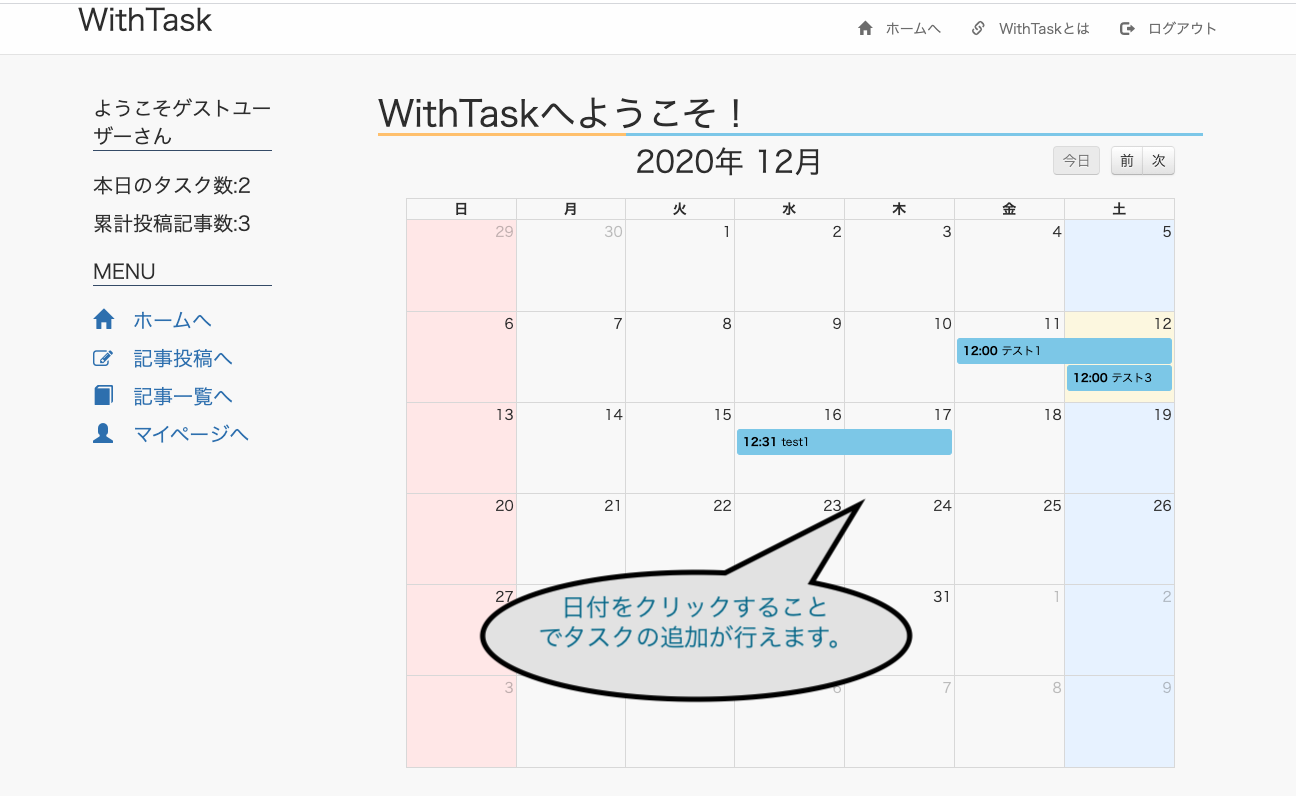 WithTask
ホームへ WithTaskとは ログアウト
ようこそゲストユー
ザーさん
本日のタスク数:2
累計投稿記事数:3
MENU
ホームへ
記事投稿へ
記事一覧へ
マイページへ
WithTaskへようこそ！
2020年 12月
今日 前 次
日 月 火 水 木 金 土
29 30 1 2 3 4 5
6 7 8 9 10 11 12
12:00 テスト1
12:00 テスト3
13 14 15 16 17 18 19
12:31 test1
20 21 22 23 24 25 26
27 31 1 2
日付をクリックすること
でタスクの追加が行えます。
3 6 7 8 9